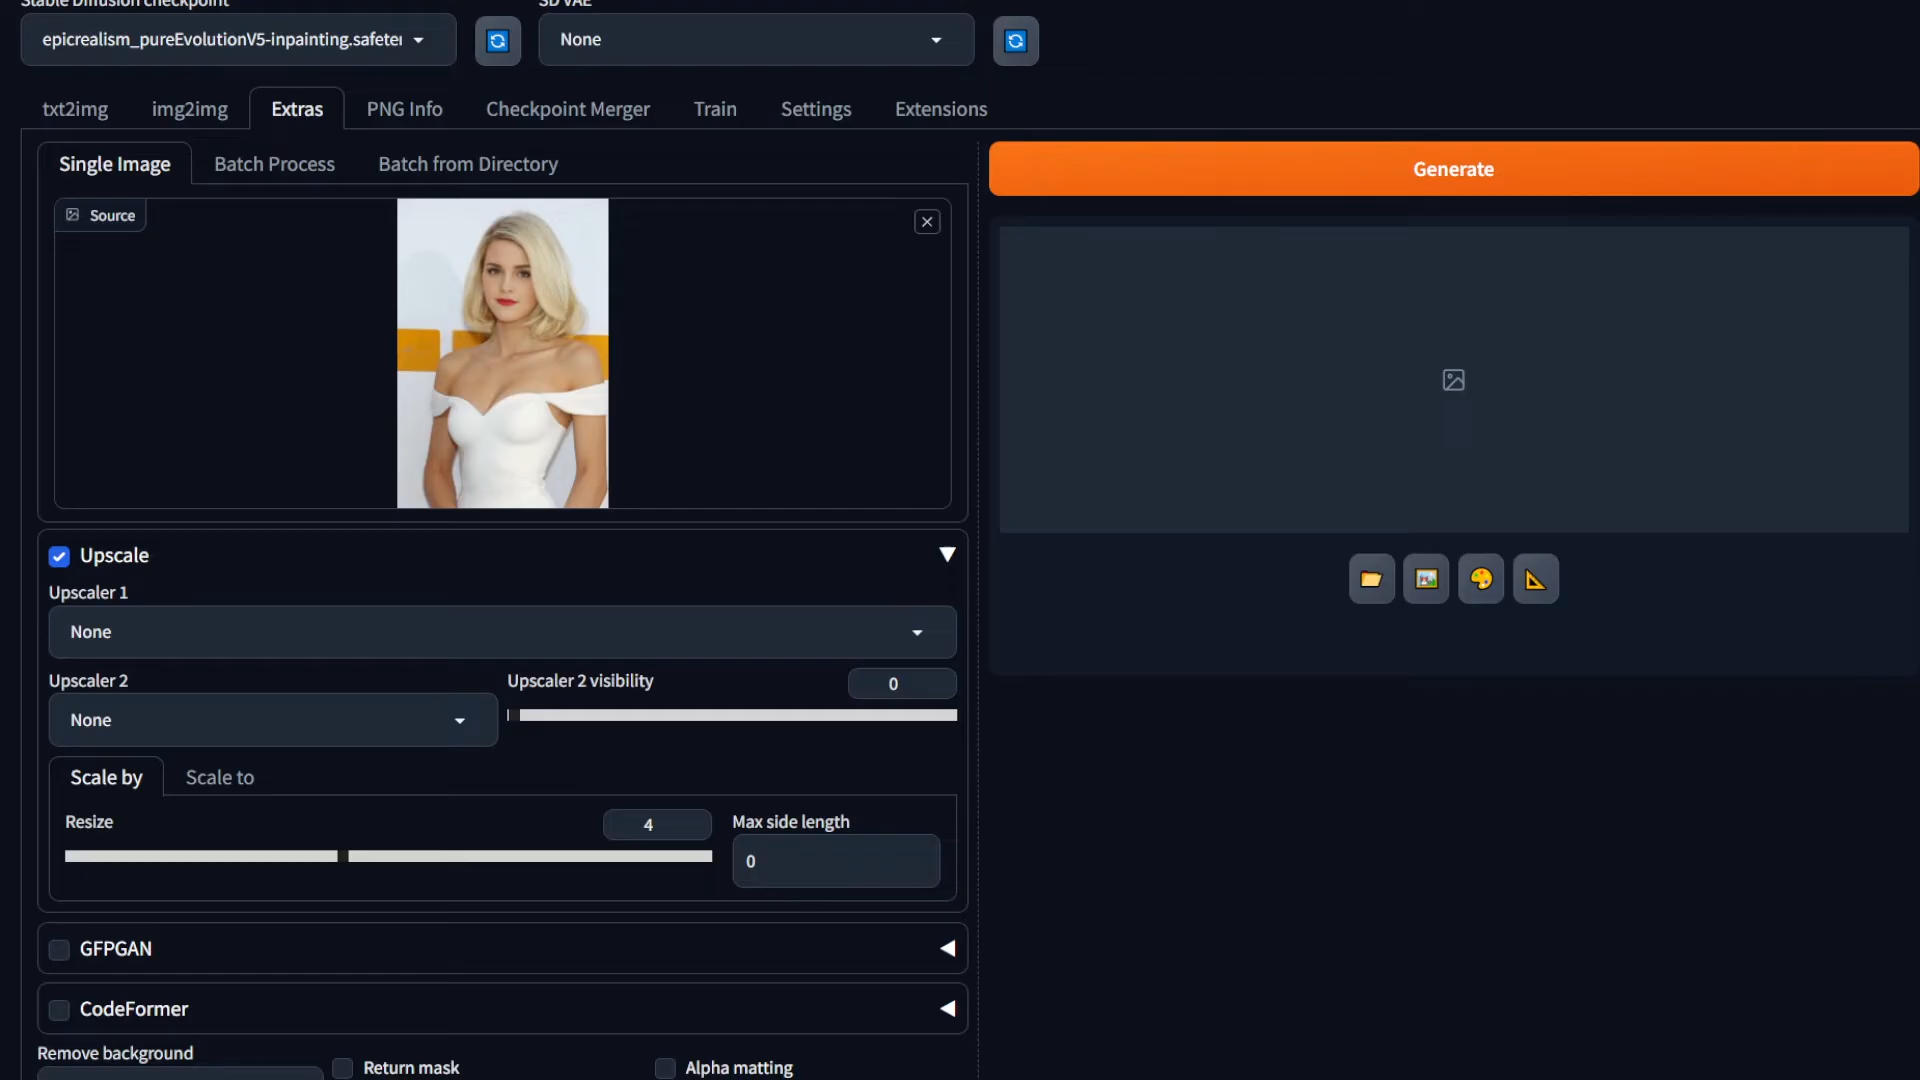 Stable Diffusion checkpoint
SD VAE
epicrealism_pureEvolutionV5-inpainting.safeter
None
txt2img
img2img
Extras
PNG Info
Checkpoint Merger
Train
Settings
Extensions
Single Image
Batch Process
Batch from Directory
Generate
Source
Upscale
Upscaler 1
None
Upscaler 2
Upscaler 2 visibility
0
None
Scale by
Scale to
Resize
4
Max side length
0
GFPGAN
CodeFormer
Remove background
Return mask
Alpha matting